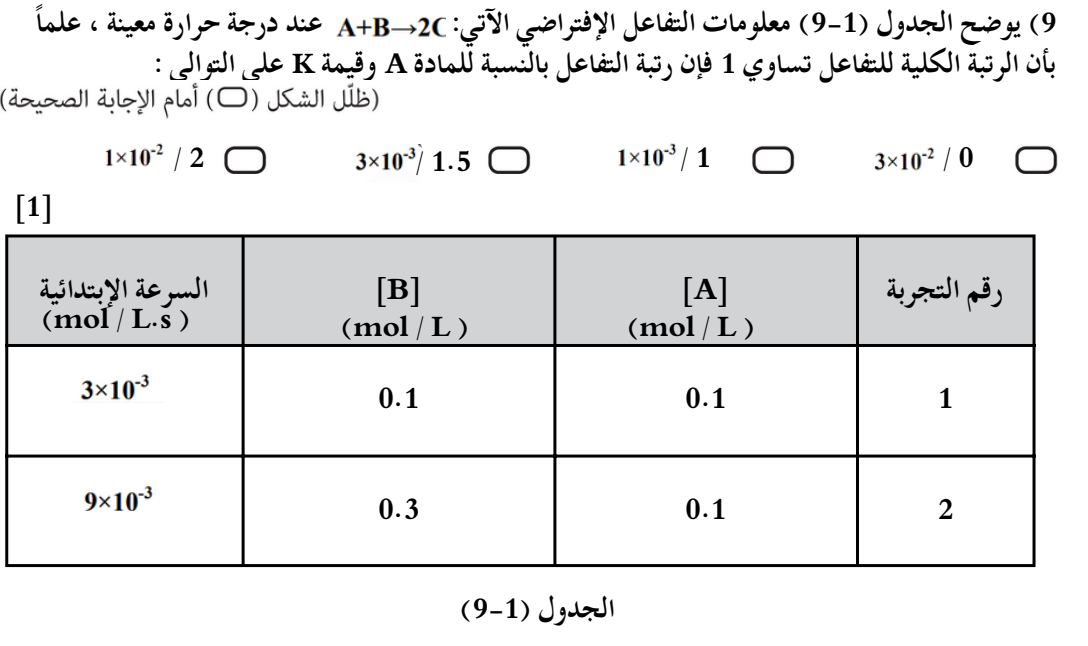 9) يوضح الجدول (1-9) معلومات التفاعل الإفتراضي الآتي: A+B→2C عند درجة حرارة معينة ، علماً
بأن الرتبة الكلية للتفاعل تساوي 1 فإن رتبة التفاعل بالنسبة للمادة A وقيمة K على التوالي :
(ظلّل الشكل (⬭) أمام الإجابة الصحيحة)
3×10⁻² / 0 1×10⁻³ / 1 3×10⁻³/ 1.5 1×10⁻² / 2
[1]
رقم التجربة [A] [B] السرعة الإبتدائية
(mol / L ) (mol / L ) (mol / L.s )
1 0.1 0.1 3×10⁻³
2 0.1 0.3 9×10⁻³
الجدول (1-9)